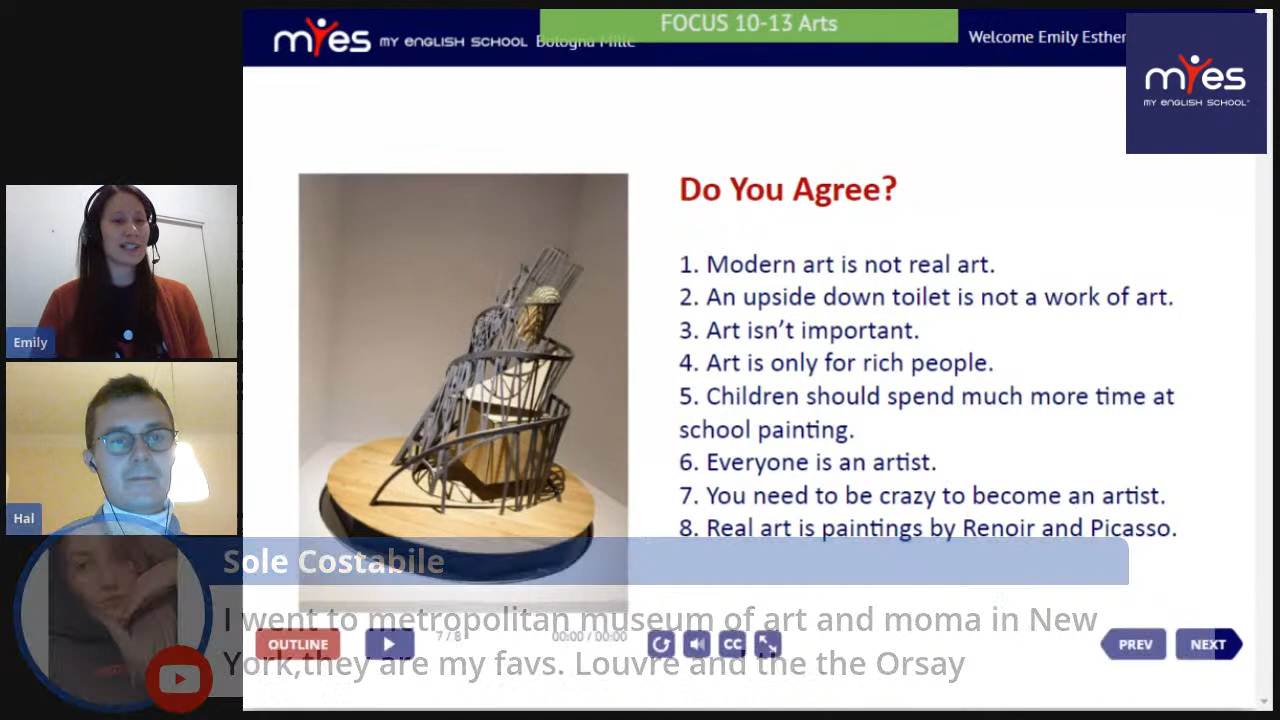 FOCUS 10-13 Arts
myes MY ENGLISH SCHOOL Bologna Mille
Welcome Emily Esther
myes
MY ENGLISH SCHOOL
Do You Agree?
1. Modern art is not real art.
2. An upside down toilet is not a work of art.
3. Art isn't important.
4. Art is only for rich people.
5. Children should spend much more time at
school painting.
6. Everyone is an artist.
7. You need to be crazy to become an artist.
8. Real art is paintings by Renoir and Picasso.
Emily
Hal
Sole Costabile
I went to metropolitan museum of art and moma in New
York,they are my favs. Louvre and the the Orsay
OUTLINE
7 / 8
00:00 / 00:00
CC
PREV
NEXT